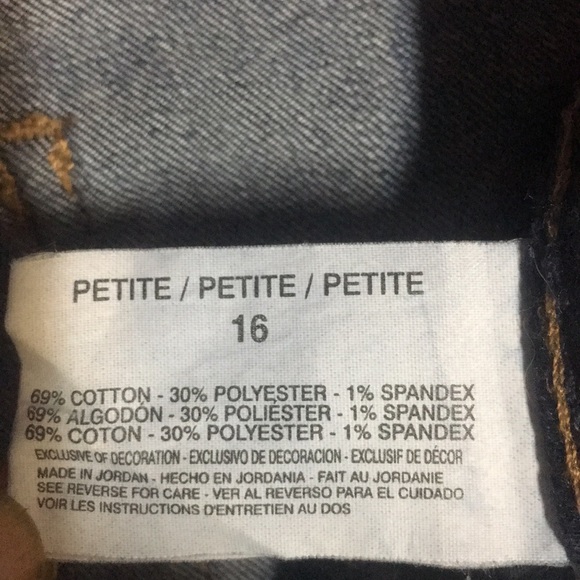 PETITE / PETITE / PETITE
16
69% COTTON - 30% POLYESTER - 1% SPANDEX
69% ALGODÓN - 30% POLIÉSTER - 1% SPANDEX
69% COTON - 30% POLYESTER - 1% SPANDEX
EXCLUSIVE OF DECORATION - EXCLUSIVO DE DECORACION - EXCLUSIF DE DÉCOR
MADE IN JORDAN - HECHO EN JORDANIA - FAIT AU JORDANIE
SEE REVERSE FOR CARE - VER AL REVERSO PARA EL CUIDADO
VOIR LES INSTRUCTIONS D'ENTRETIEN AU DOS